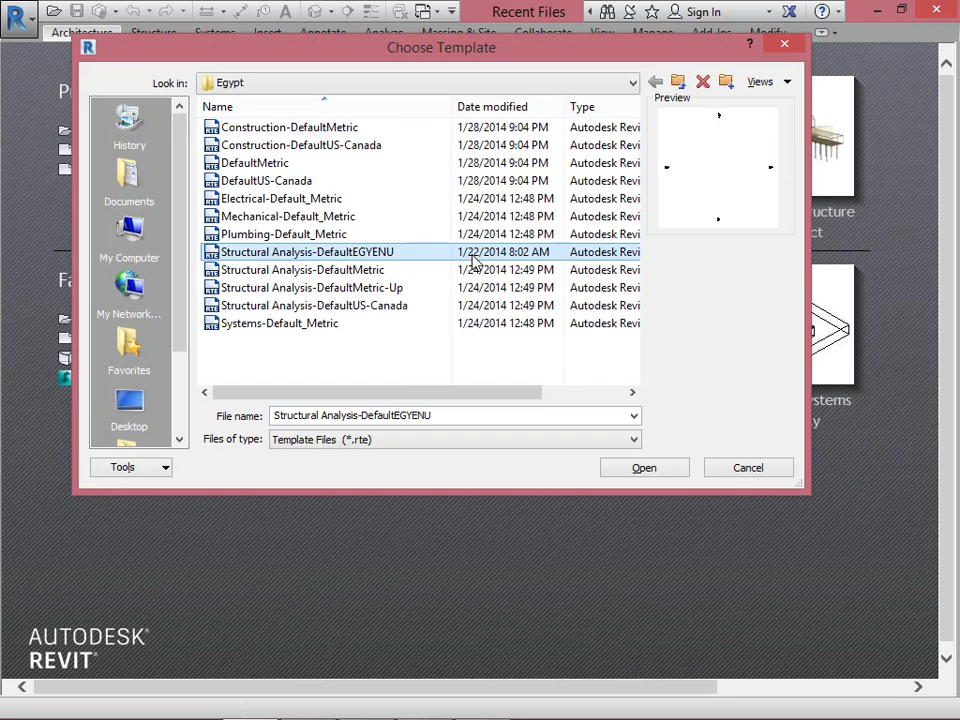 Recent Files
Sign In
Architecture Structure Systems Insert Annotate Analyze Massing & Site Collaborate View Manage Add-Ins
Choose Template
Look in: Egypt
Views
Name Date modified Type
Preview
Construction-DefaultMetric 1/28/2014 9:04 PM Autodesk Revi
Construction-DefaultUS-Canada 1/28/2014 9:04 PM Autodesk Revi
DefaultMetric 1/28/2014 9:04 PM Autodesk Revi
DefaultUS-Canada 1/28/2014 9:04 PM Autodesk Revi
Electrical-Default_Metric 1/24/2014 12:48 PM Autodesk Revi
Mechanical-Default_Metric 1/24/2014 12:48 PM Autodesk Revi
Plumbing-Default_Metric 1/24/2014 12:48 PM Autodesk Revi
Structural Analysis-DefaultEGYENU 1/22/2014 8:02 AM Autodesk Revi
Structural Analysis-DefaultMetric 1/24/2014 12:49 PM Autodesk Revi
Structural Analysis-DefaultMetric-Up 1/24/2014 12:49 PM Autodesk Revi
Structural Analysis-DefaultUS-Canada 1/24/2014 12:49 PM Autodesk Revi
Systems-Default_Metric 1/24/2014 12:48 PM Autodesk Revi
History
Documents
My Computer
My Network...
Favorites
Desktop
File name: Structural Analysis-DefaultEGYENU
Files of type: Template Files (*.rte)
Tools
Open
Cancel
AUTODESK®
REVIT®